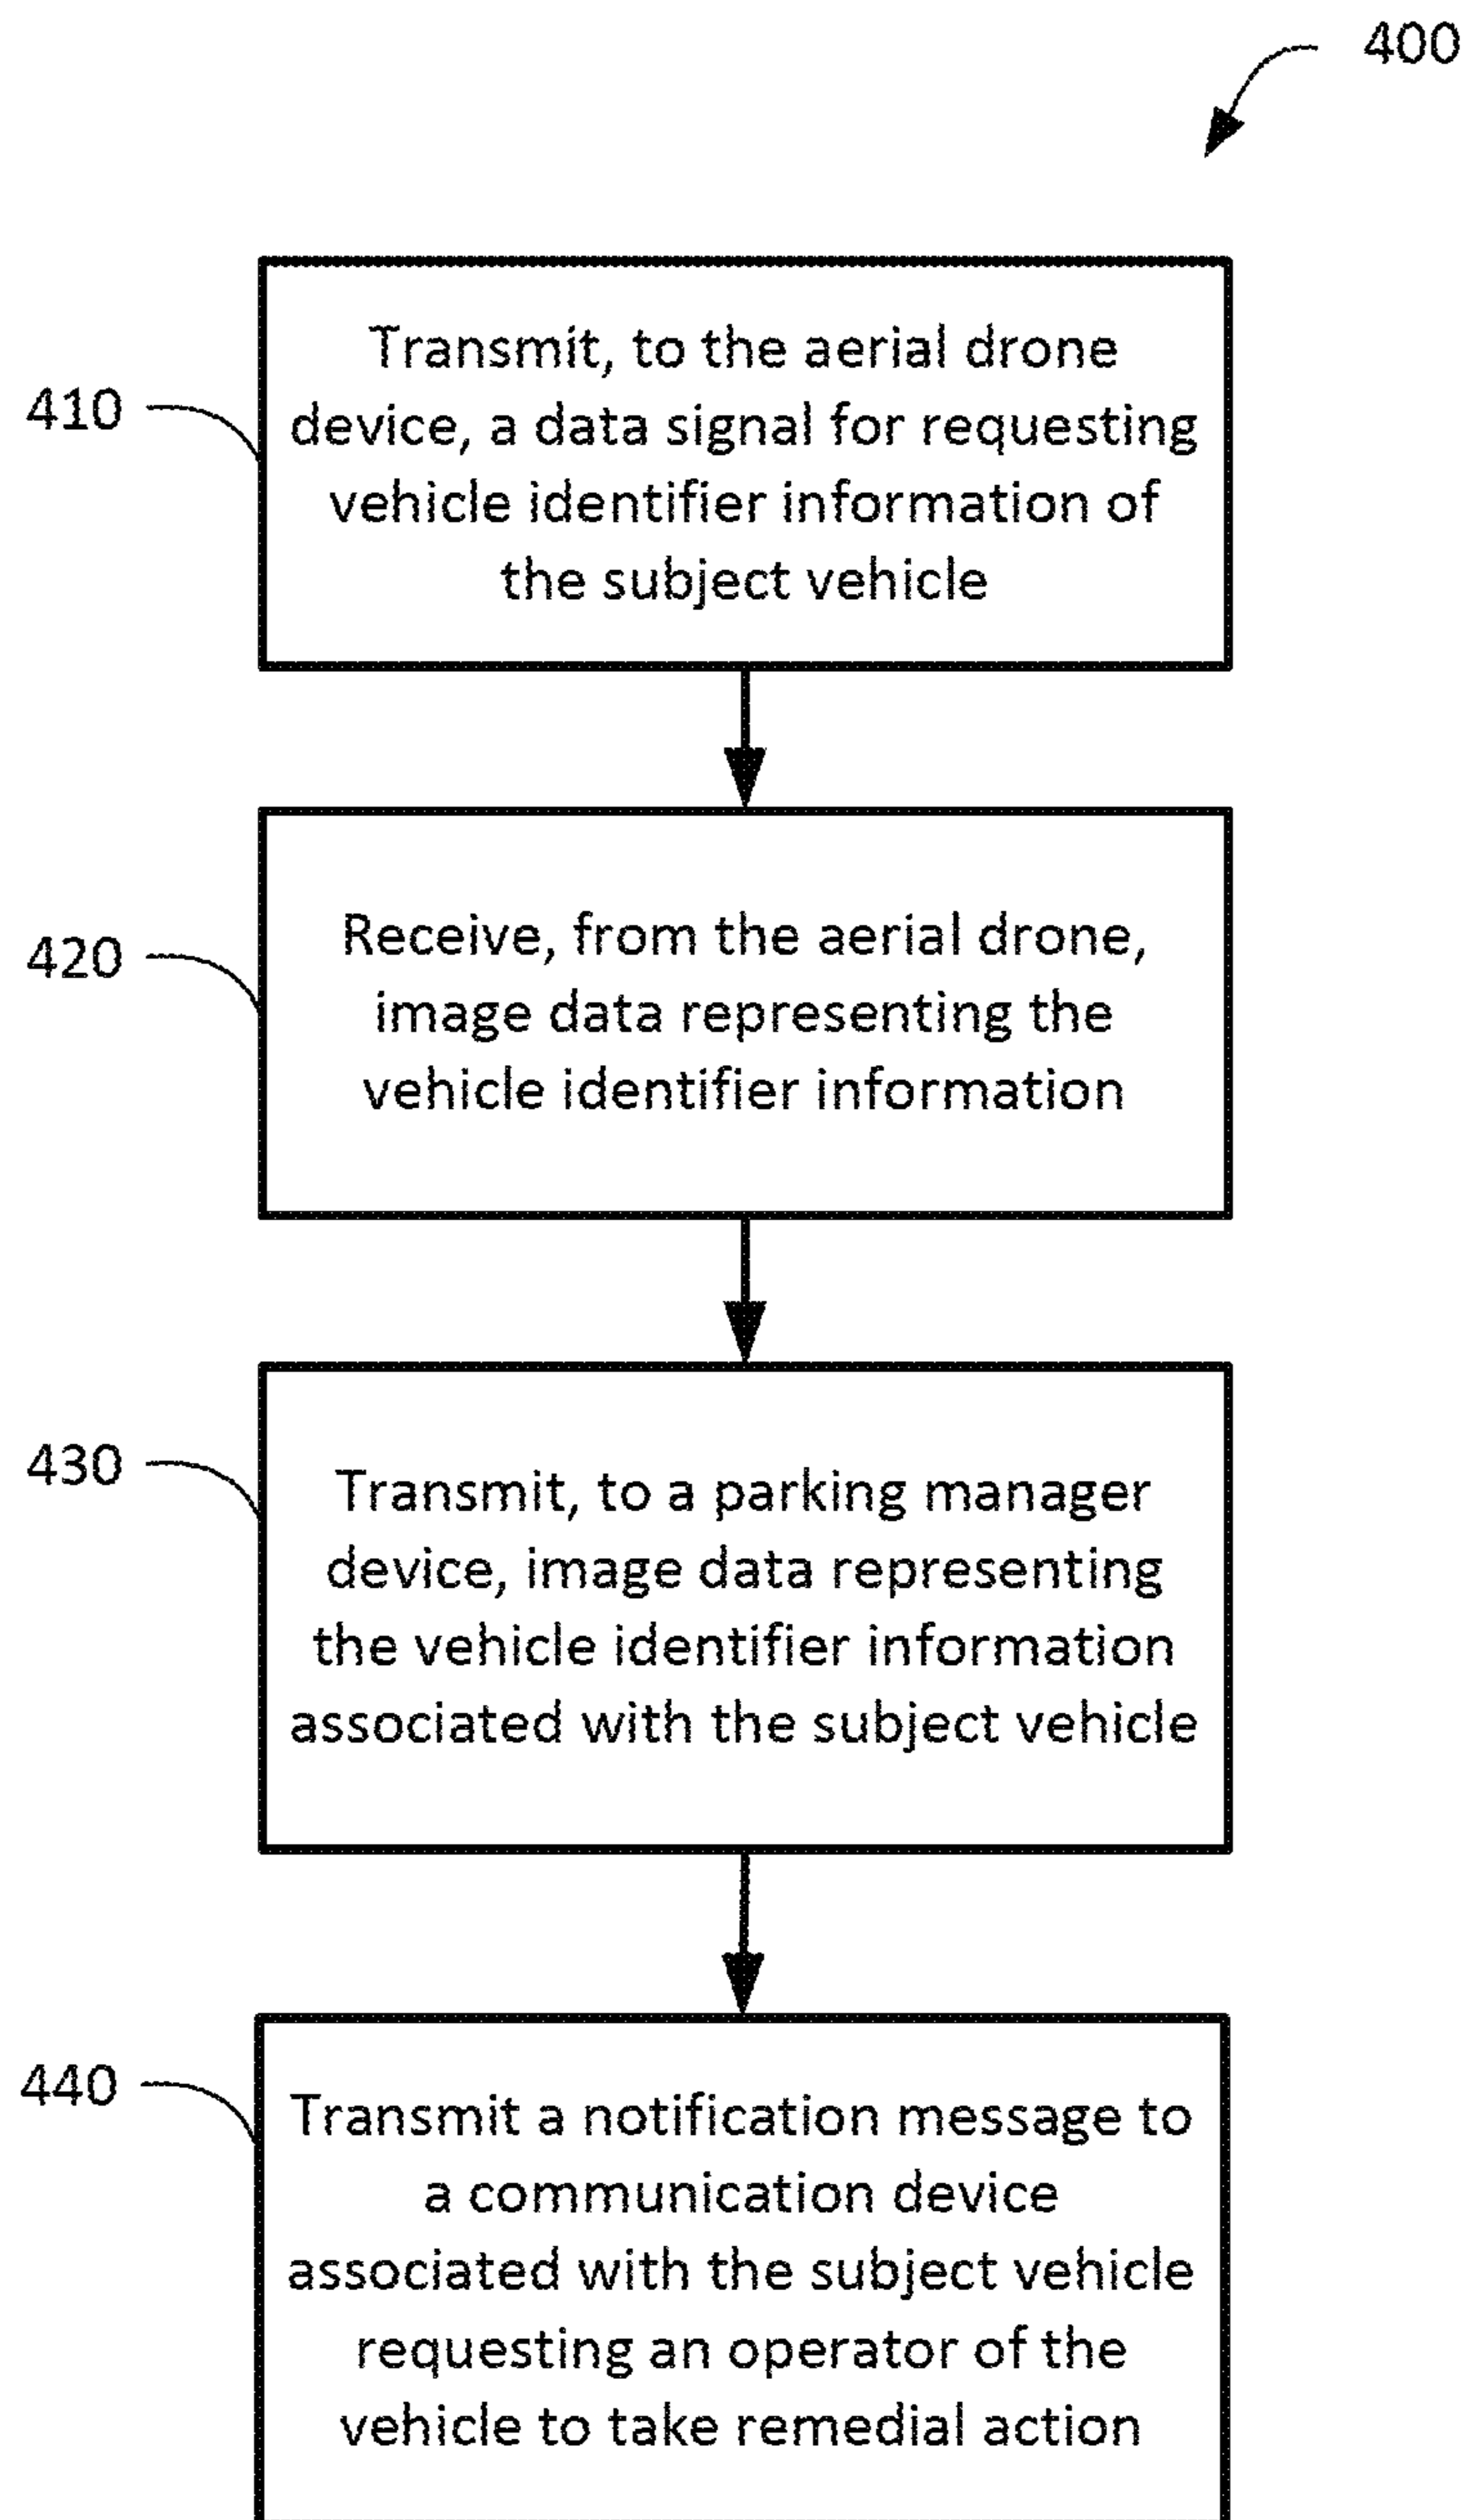 400
410
Transmit, to the aerial drone
device, a data signal for requesting
vehicle identifier information of
the subject vehicle
420
Receive, from the aerial drone,
image data representing the
vehicle identifier information
430
Transmit, to a parking manager
device, image data representing
the vehicle identifier information
associated with the subject vehicle
440
Transmit a notification message to
a communication device
associated with the subject vehicle
requesting an operator of the
vehicle to take remedial action